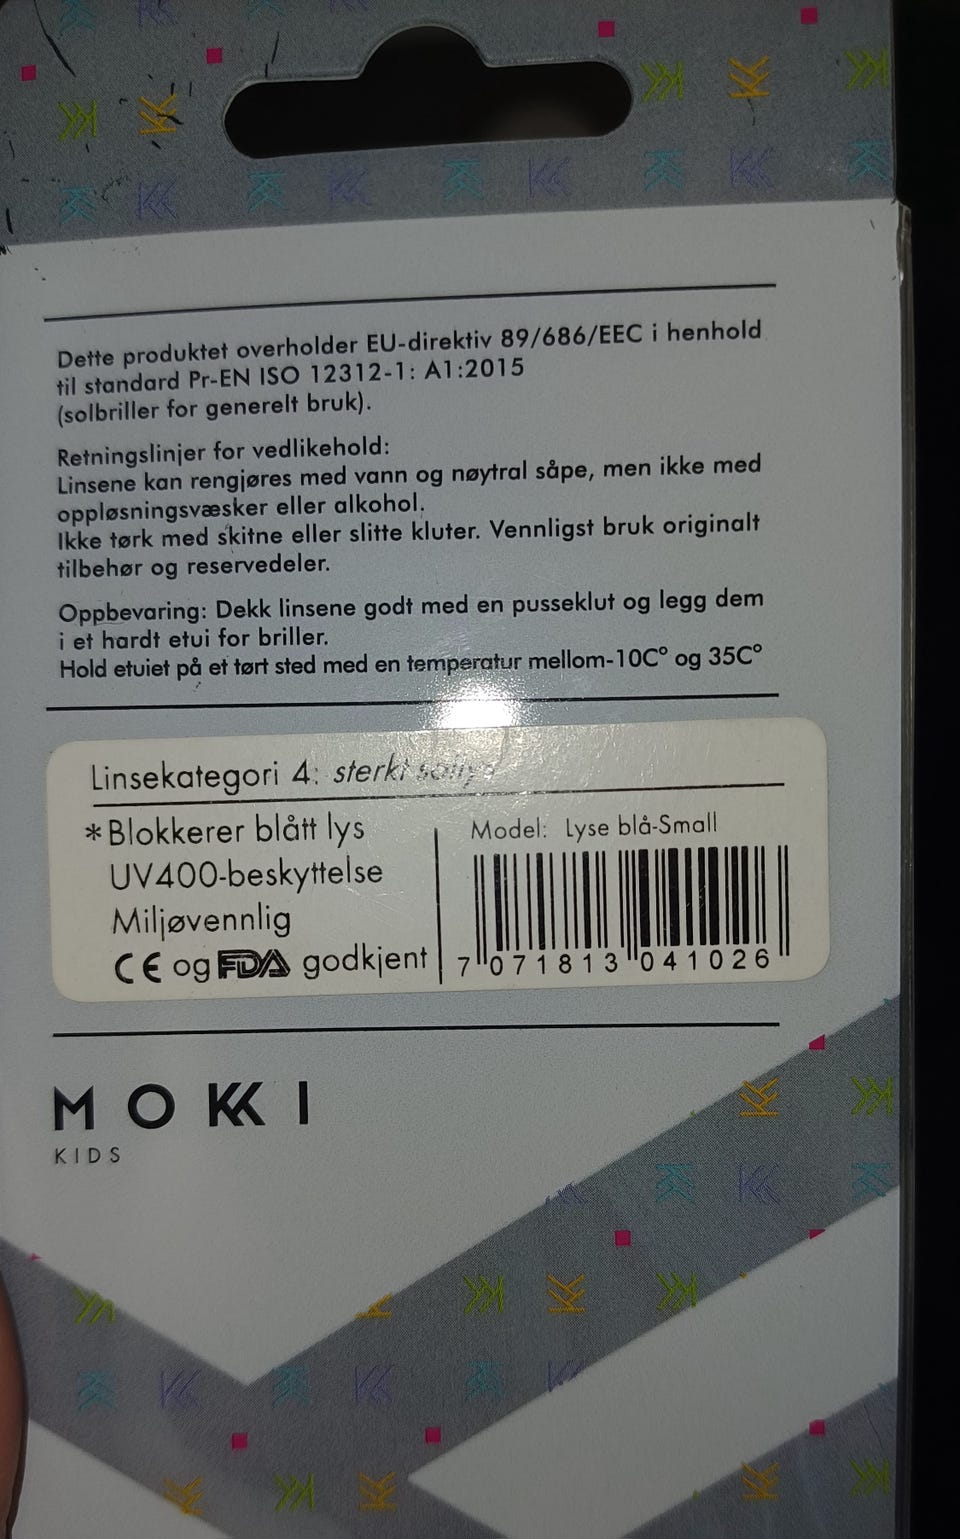 Dette produktet overholder EU-direktiv 89/686/EEC i henhold
til standard Pr-EN ISO 12312-1: A1:2015
(solbriller for generelt bruk).
Retningslinjer for vedlikehold:
Linsene kan rengjøres med vann og nøytral såpe, men ikke med
oppløsningsvæsker eller alkohol.
Ikke tørk med skitne eller slitte kluter. Vennligst bruk originalt
tilbehør og reservedeler.
Oppbevaring: Dekk linsene godt med en pusseklut og legg dem
i et hardt etui for briller.
Hold etuiet på et tørt sted med en temperatur mellom-10C° og 35C°
Linsekategori 4: sterkt
*Blokkerer blått lys
UV400-beskyttelse
Miljøvennlig
CE og FDA godkjent
Model: Lyse blå-Small
7 071813 041026
MOKKI
KIDS